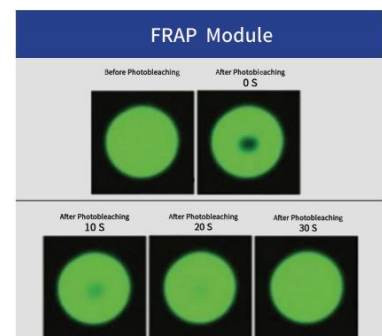 FRAP Module
Before Photobleaching
After Photobleaching
0 S
After Photobleaching
10 S
After Photobleaching
20 S
After Photobleaching
30 S